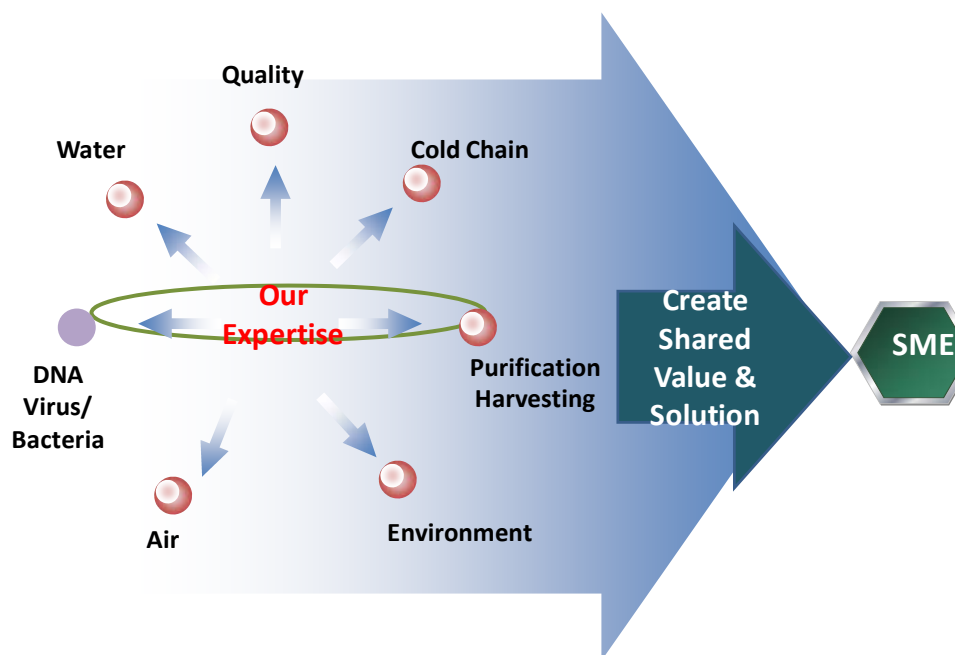 Quality
Water
Cold Chain
Our
Expertise
DNA
Virus/
Bacteria
Purification
Harvesting
Air
Environment
Create
Shared
Value &
Solution
SME